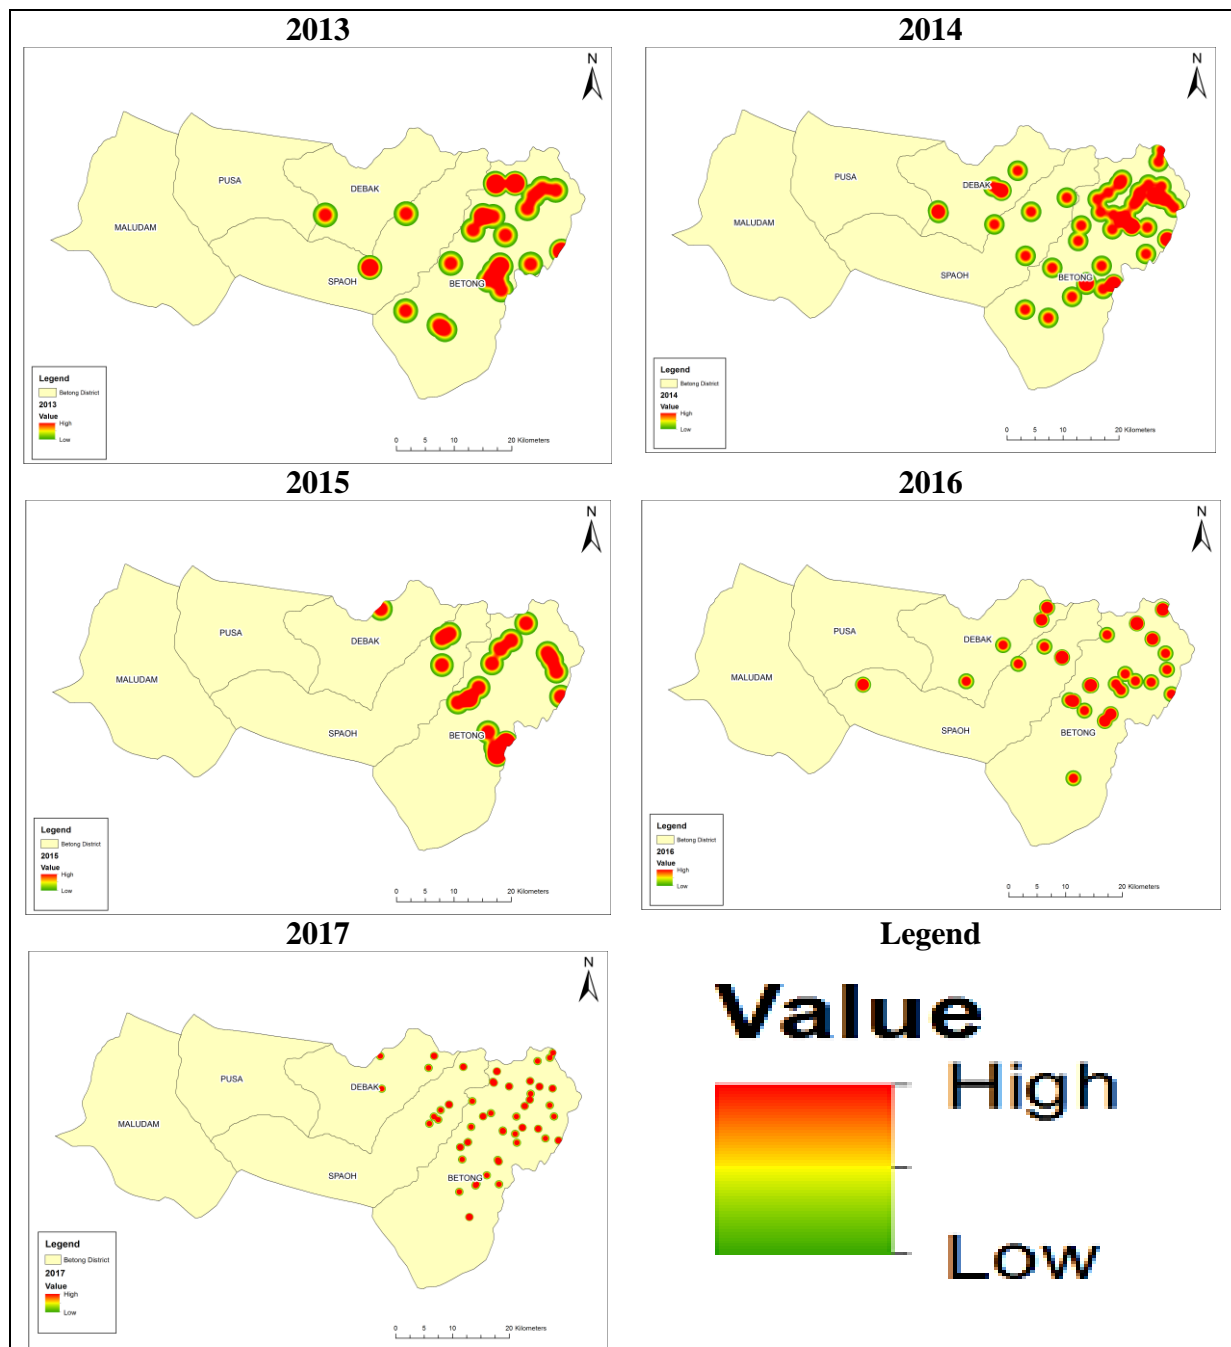 2013
2014
N
PUSA
DEBAK
MALUDAM
SPAOH
BETONG
Legend
Betong District
2013
Value
High
Low
0 5 10 20 Kilometers
N
PUSA
DEBAK
MALUDAM
SPAOH
BETONG
Legend
Betong District
2014
Value
High
Low
0 5 10 20 Kilometers
2015
2016
N
PUSA
DEBAK
MALUDAM
SPAOH
BETONG
Legend
Betong District
2015
Value
High
Low
0 5 10 20 Kilometers
N
PUSA
DEBAK
MALUDAM
SPAOH
BETONG
Legend
Betong District
2016
Value
High
Low
0 5 10 20 Kilometers
2017
Legend
N
PUSA
DEBAK
MALUDAM
SPAOH
BETONG
Legend
Betong District
2017
Value
High
Low
0 5 10 20 Kilometers
Value
High
Low